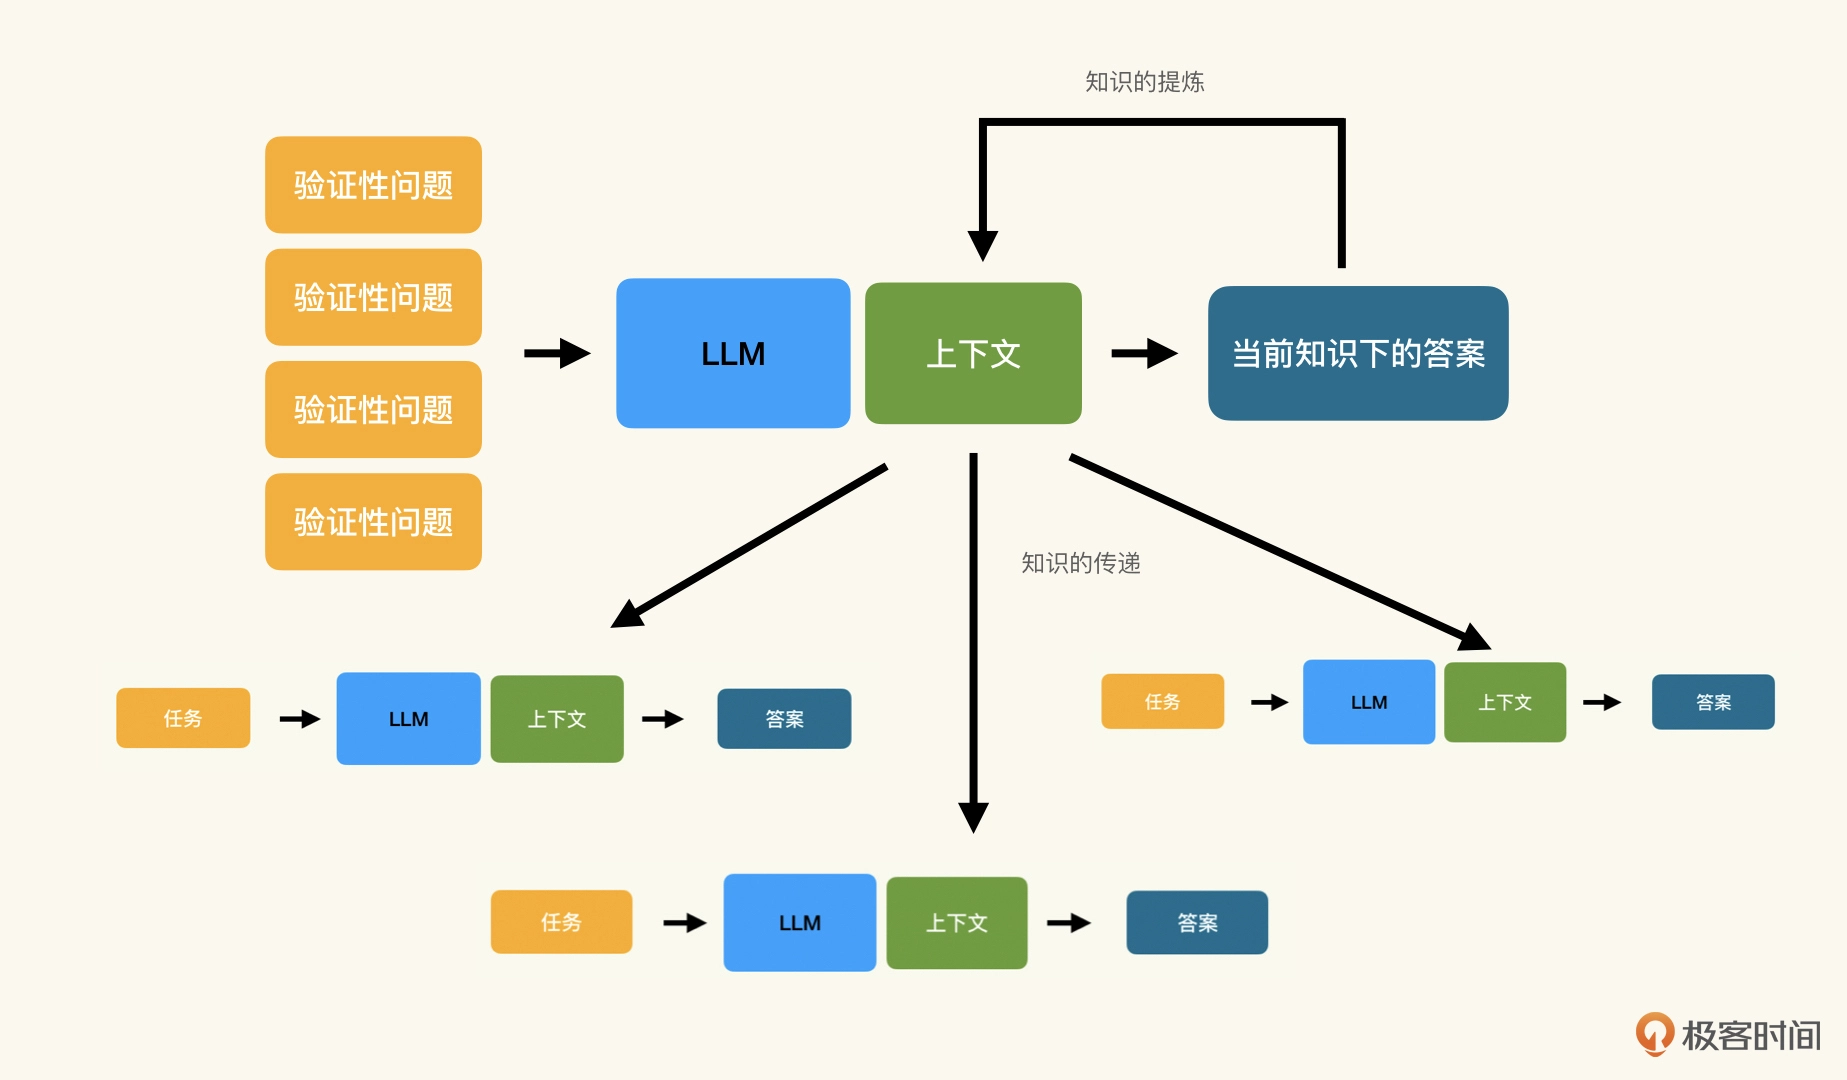 知识的提炼
验证性问题
验证性问题
验证性问题
验证性问题
LLM
上下文
当前知识下的答案
知识的传递
任务
LLM
上下文
答案
任务
LLM
上下文
答案
任务
LLM
上下文
答案
极客时间